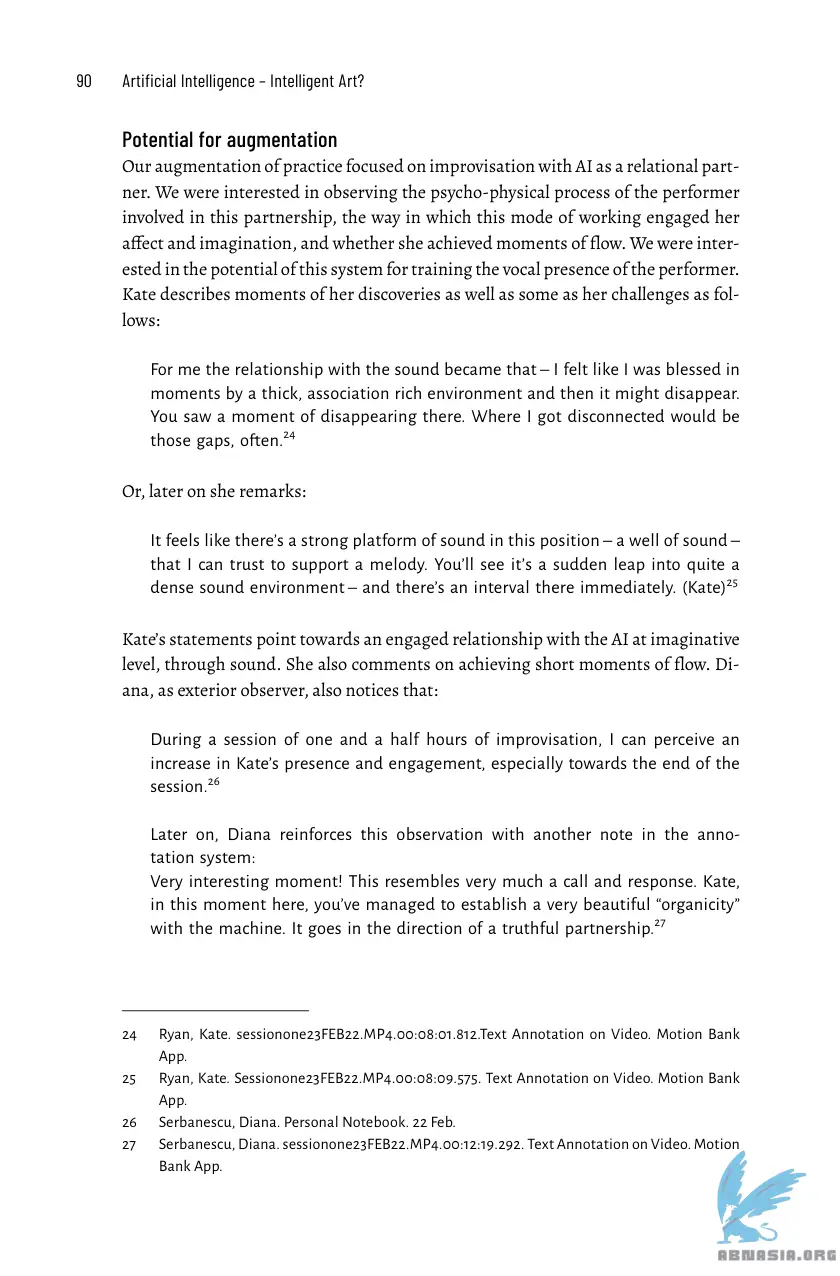 90 Artificial Intelligence – Intelligent Art?
Potential for augmentation
Our augmentation of practice focused on improvisation with AI as a relational part-
ner. We were interested in observing the psycho-physical process of the performer
involved in this partnership, the way in which this mode of working engaged her
affect and imagination, and whether she achieved moments of flow. We were inter-
ested in the potential of this system for training the vocal presence of the performer.
Kate describes moments of her discoveries as well as some as her challenges as fol-
lows:
For me the relationship with the sound became that – I felt like I was blessed in
moments by a thick, association rich environment and then it might disappear.
You saw a moment of disappearing there. Where I got disconnected would be
those gaps, often.24
Or, later on she remarks:
It feels like there’s a strong platform of sound in this position – a well of sound –
that I can trust to support a melody. You’ll see it’s a sudden leap into quite a
dense sound environment – and there’s an interval there immediately. (Kate)25
Kate’s statements point towards an engaged relationship with the AI at imaginative
level, through sound. She also comments on achieving short moments of flow. Di-
ana, as exterior observer, also notices that:
During a session of one and a half hours of improvisation, I can perceive an
increase in Kate’s presence and engagement, especially towards the end of the
session.26
Later on, Diana reinforces this observation with another note in the anno-
tation system:
Very interesting moment! This resembles very much a call and response. Kate,
in this moment here, you’ve managed to establish a very beautiful “organicity”
with the machine. It goes in the direction of a truthful partnership.27
24 Ryan, Kate. sessionone23FEB22.MP4.00:08:01.812.Text Annotation on Video. Motion Bank
App.
25 Ryan, Kate. Sessionone23FEB22.MP4.00:08:09.575. Text Annotation on Video. Motion Bank
App.
26 Serbanescu, Diana. Personal Notebook. 22 Feb.
27 Serbanescu, Diana. sessionone23FEB22.MP4.00:12:19.292. Text Annotation on Video. Motion
Bank App.
ABNASIA.ORG